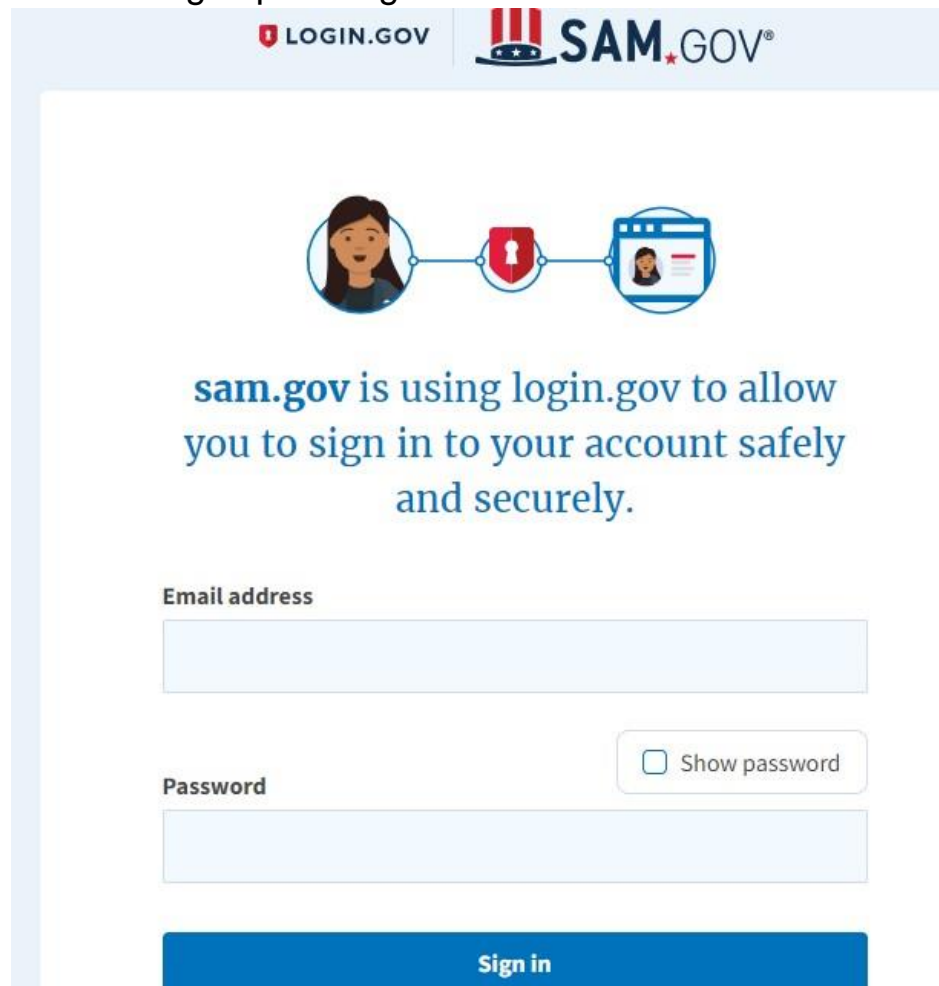 LOGIN.GOV
SAM.GOV®
sam.gov is using login.gov to allow
you to sign in to your account safely
and securely.
Email address
Show password
Password
Sign in